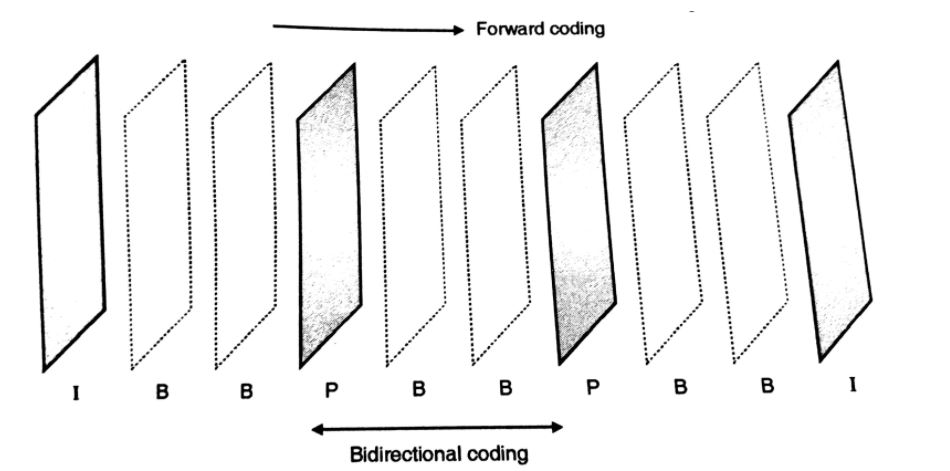 Forward coding
I B B P B B P B B I
Bidirectional coding